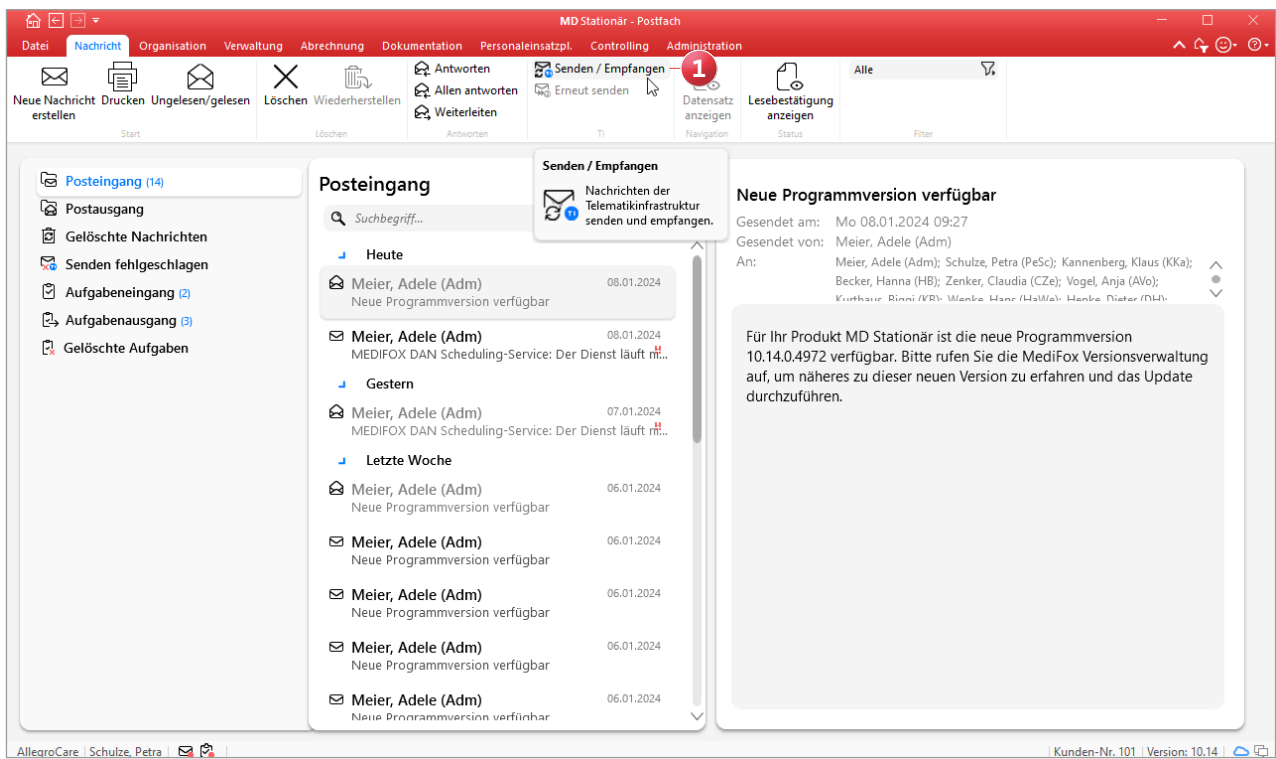 MD Stationär - Postfach
Datei Nachricht Organisation Verwaltung Abrechnung Dokumentation Personaleinsatzpl. Controlling Administration
Neue Nachricht erstellen
Drucken
Ungelesen/gelesen
Start
Löschen
Wiederherstellen
Löschen
Antworten
Allen antworten
Weiterleiten
Antworten
Senden / Empfangen
1
Erneut senden
TI
Datensatz anzeigen
Navigation
Lesebestätigung anzeigen
Status
Alle
Filter
Senden / Empfangen
Nachrichten der
Telematikinfrastruktur
senden und empfangen.
TI
Posteingang (14)
Postausgang
Gelöschte Nachrichten
Senden fehlgeschlagen
Aufgabeneingang (2)
Aufgabenausgang (3)
Gelöschte Aufgaben
Posteingang
Suchbegriff...
Heute
Meier, Adele (Adm) 08.01.2024
Neue Programmversion verfügbar
Meier, Adele (Adm) 08.01.2024
MEDIFOX DAN Scheduling-Service: Der Dienst läuft m...
Gestern
Meier, Adele (Adm) 07.01.2024
MEDIFOX DAN Scheduling-Service: Der Dienst läuft m...
Letzte Woche
Meier, Adele (Adm) 06.01.2024
Neue Programmversion verfügbar
Meier, Adele (Adm) 06.01.2024
Neue Programmversion verfügbar
Meier, Adele (Adm) 06.01.2024
Neue Programmversion verfügbar
Meier, Adele (Adm) 06.01.2024
Neue Programmversion verfügbar
Meier, Adele (Adm) 06.01.2024
Neue Programmversion verfügbar
Neue Programmversion verfügbar
Gesendet am: Mo 08.01.2024 09:27
Gesendet von: Meier, Adele (Adm)
An: Meier, Adele (Adm); Schulze, Petra (PeSc); Kannenberg, Klaus (KKa);
Becker, Hanna (HB); Zenker, Claudia (CZe); Vogel, Anja (AVo);
Kurthaus, Biggi (KB); Wenke, Hans (HaWe); Henke, Dieter (DH);
Für Ihr Produkt MD Stationär ist die neue Programmversion
10.14.0.4972 verfügbar. Bitte rufen Sie die MediFox Versionsverwaltung
auf, um näheres zu dieser neuen Version zu erfahren und das Update
durchzuführen.
AllegroCare Schulze, Petra
Kunden-Nr. 101 Version: 10.14